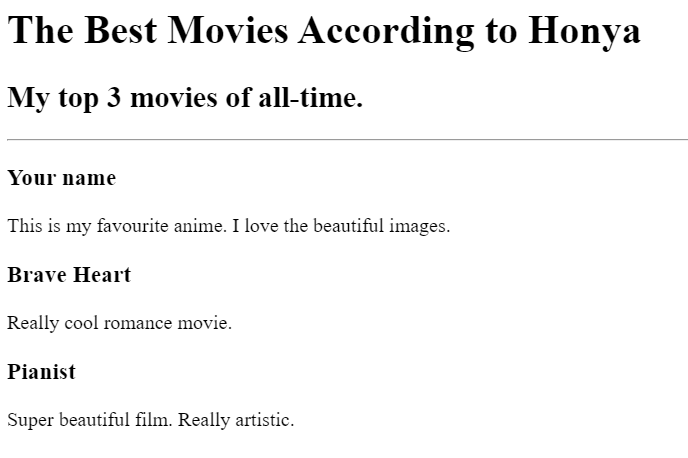 The Best Movies According to Honya
My top 3 movies of all-time.
Your name
This is my favourite anime. I love the beautiful images.
Brave Heart
Really cool romance movie.
Pianist
Super beautiful film. Really artistic.